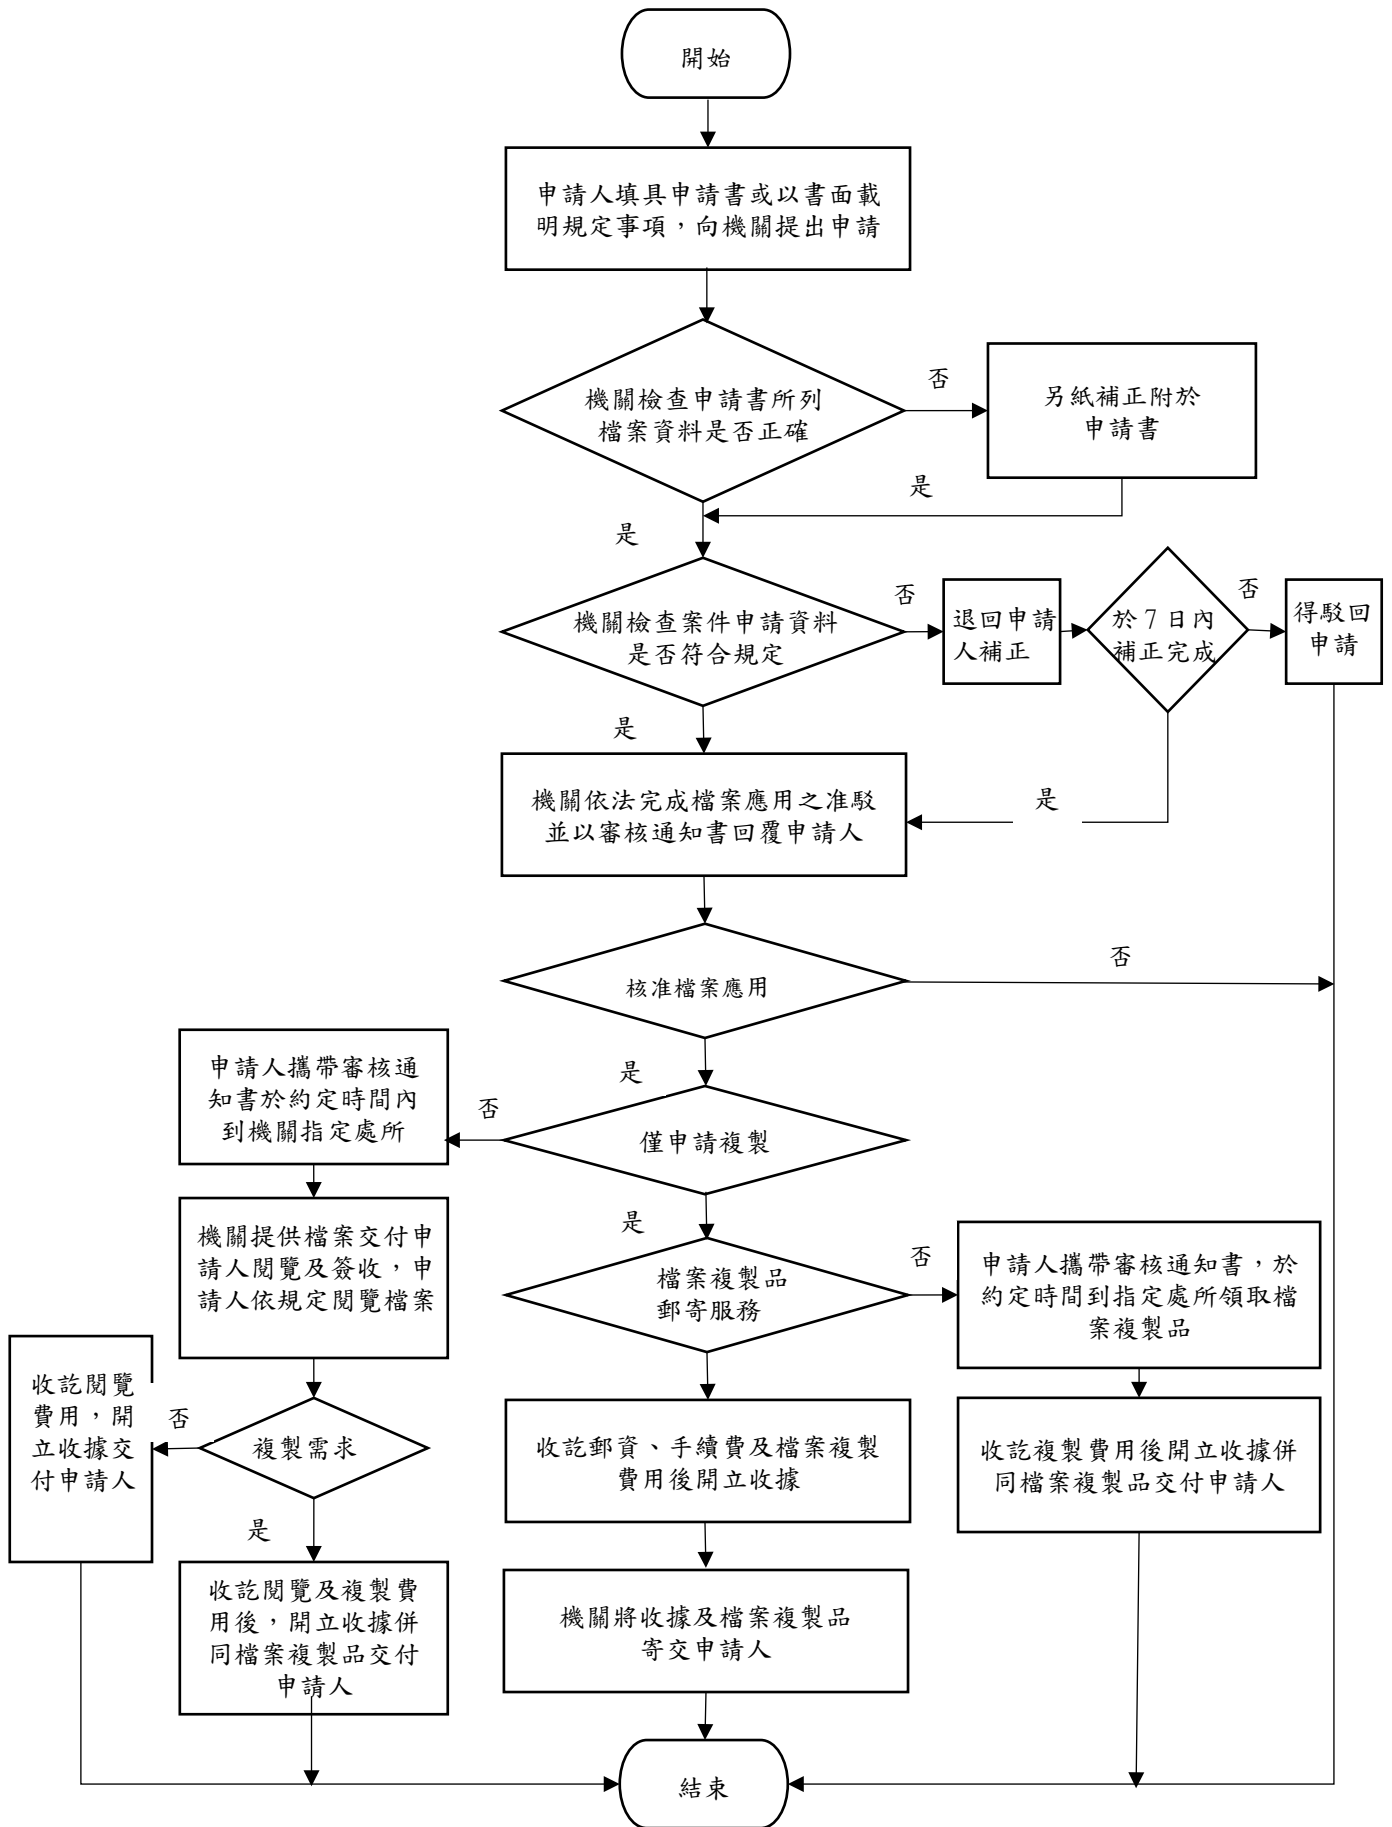 開始
申請人填具申請書或以書面載
明規定事項，向機關提出申請
機關檢查申請書所列
檔案資料是否正確
否
另紙補正附於
申請書
是
是
機關檢查案件申請資料
是否符合規定
否
退回申請
人補正
於7日內
補正完成
否
得駁回
申請
是
機關依法完成檔案應用之准駁
並以審核通知書回覆申請人
是
核准檔案應用
否
是
申請人攜帶審核通
知書於約定時間內
到機關指定處所
否
僅申請複製
機關提供檔案交付申
請人閱覽及簽收，申
請人依規定閱覽檔案
是
檔案複製品
郵寄服務
否
申請人攜帶審核通知書，於
約定時間到指定處所領取檔
案複製品
收訖閱覽
費用，開
立收據交
付申請人
否
複製需求
收訖郵資、手續費及檔案複製
費用後開立收據
收訖複製費用後開立收據併
同檔案複製品交付申請人
是
收訖閱覽及複製費
用後，開立收據併
同檔案複製品交付
申請人
機關將收據及檔案複製品
寄交申請人
結束